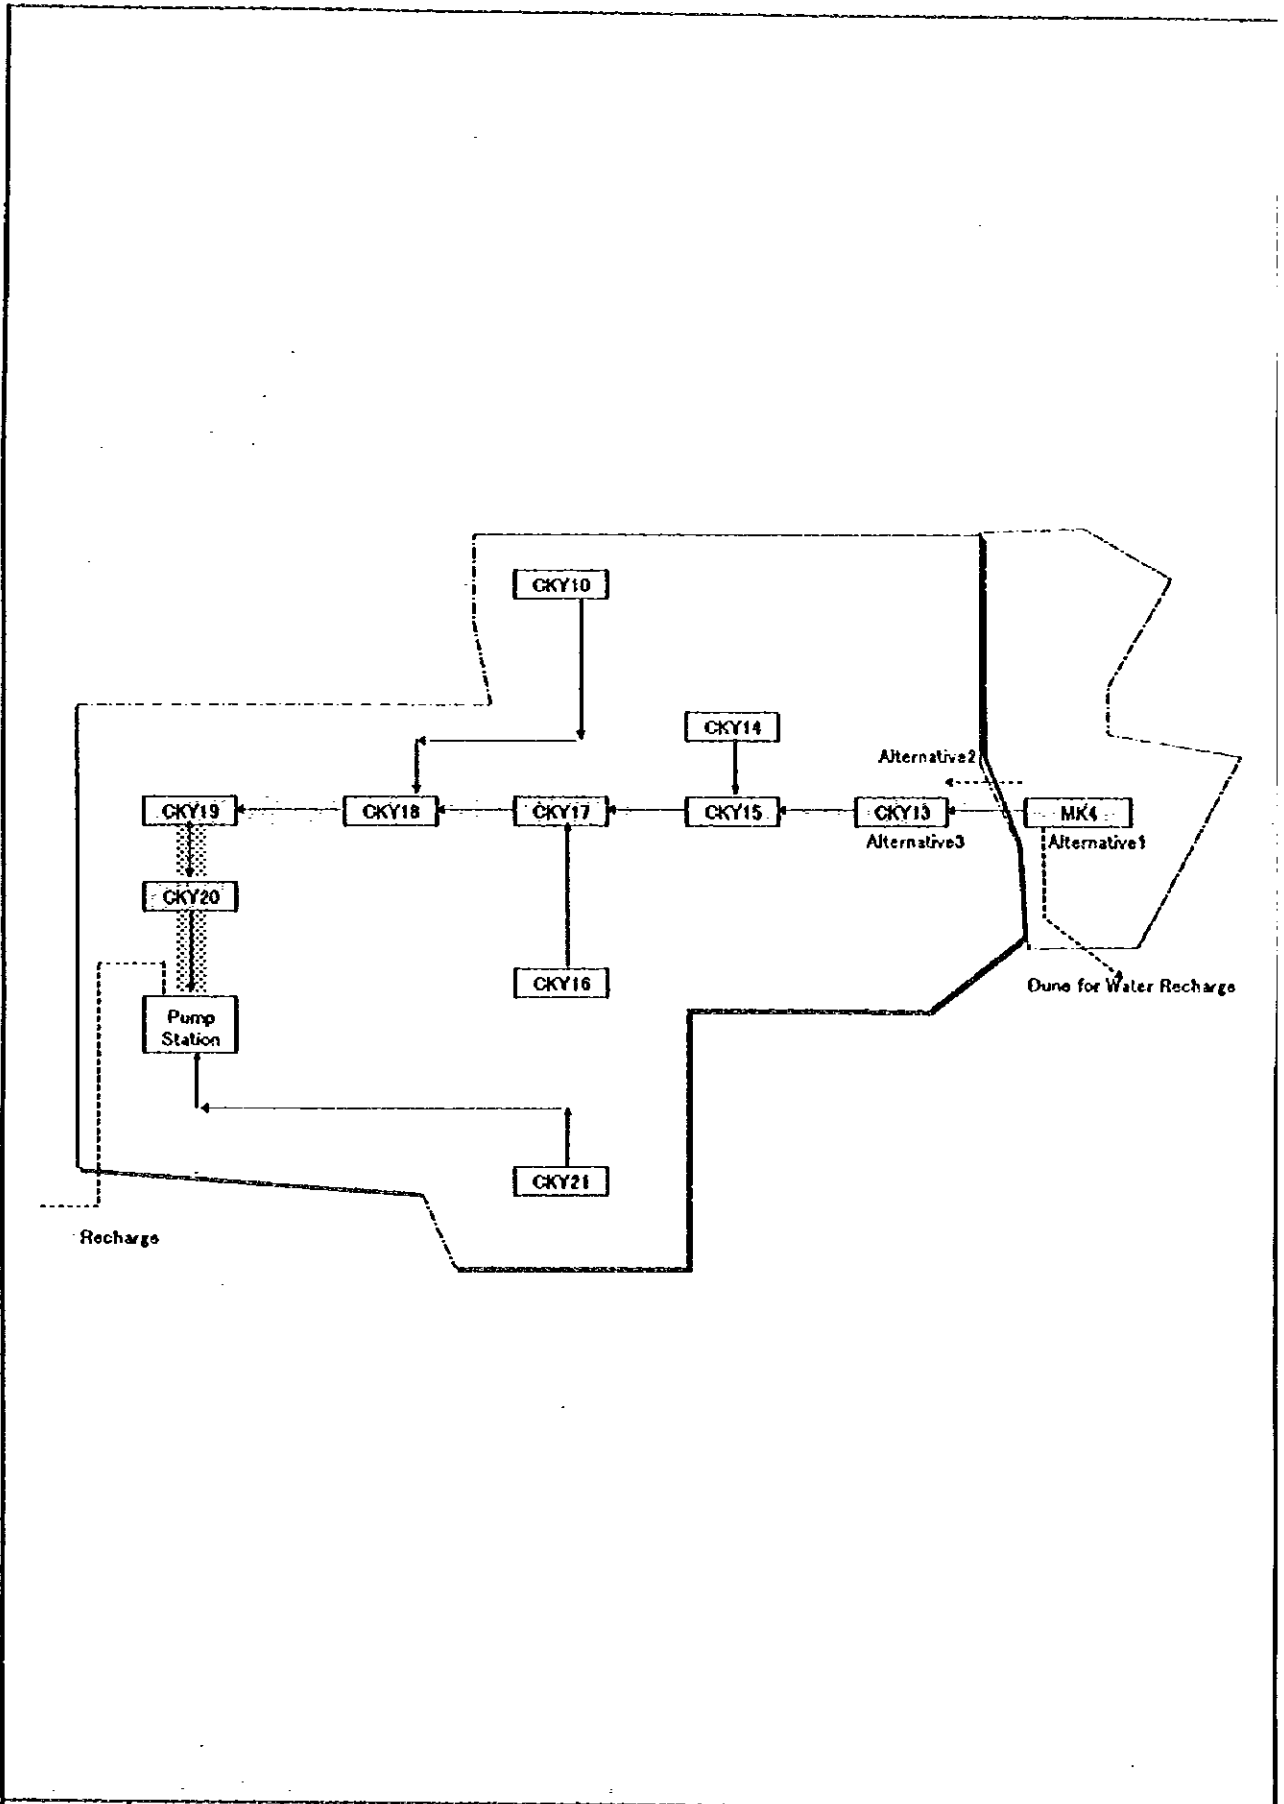 CKY10
CKY14
Alternative2
CKY19
CKY18
CKY17
CKY15
CKY13
MK4
Alternative3
Alternative1
CKY20
CKY16
Dune for Water Recharge
Pump
Station
CKY21
Recharge